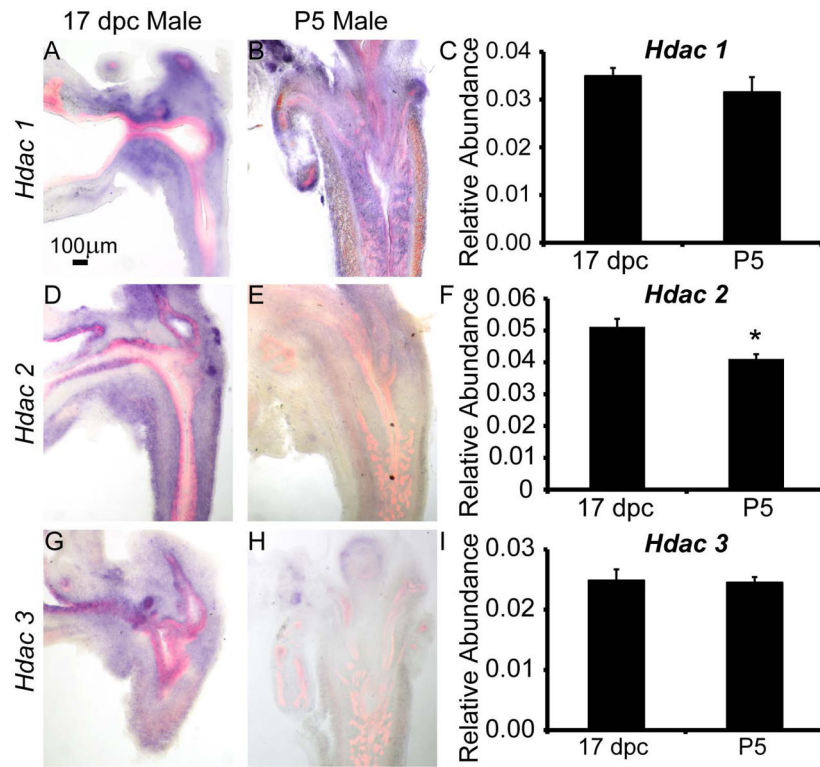 17 dpc Male P5 Male
A B C
Hdac 1
100µm
Hdac 1
Relative Abundance
0.04
0.03
0.02
0.01
0.00
17 dpc P5
D E F
Hdac 2
Hdac 2
Relative Abundance
0.06
0.05
0.04
0.03
0.02
0.01
0
*
17 dpc P5
G H I
Hdac 3
Hdac 3
Relative Abundance
0.03
0.02
0.01
0.00
17 dpc P5